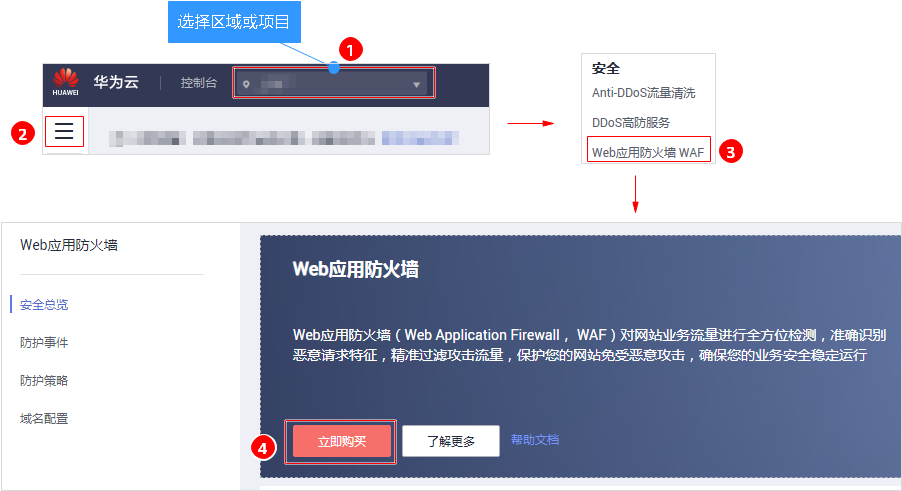 选择区域或项目
1
HUAWEI
华为云
控制台
2
安全
Anti-DDoS流量清洗
DDoS高防服务
Web应用防火墙 WAF
3
Web应用防火墙
安全总览
防护事件
防护策略
域名配置
Web应用防火墙
Web应用防火墙（Web Application Firewall ，WAF）对网站业务流量进行全方位检测，准确识别
恶意请求特征，精准过滤攻击流量，保护您的网站免受恶意攻击，确保您的业务安全稳定运行
4
立即购买
了解更多
帮助文档